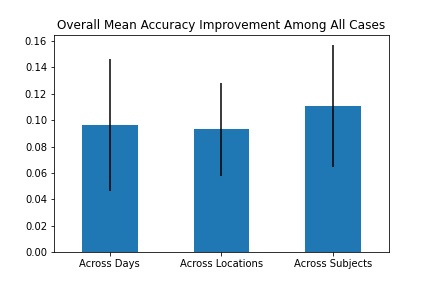 Overall Mean Accuracy Improvement Among All Cases
0.16
0.14
0.12
0.10
0.08
0.06
0.04
0.02
0.00
Across Days
Across Locations
Across Subjects